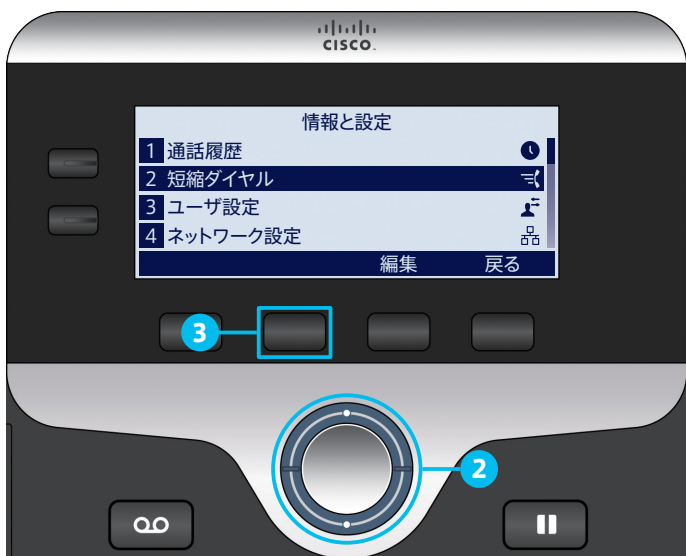 CISCO.
情報と設定
1 通話履歴
2 短縮ダイヤル
3 ユーザ設定
4 ネットワーク設定
編集 戻る
3
2